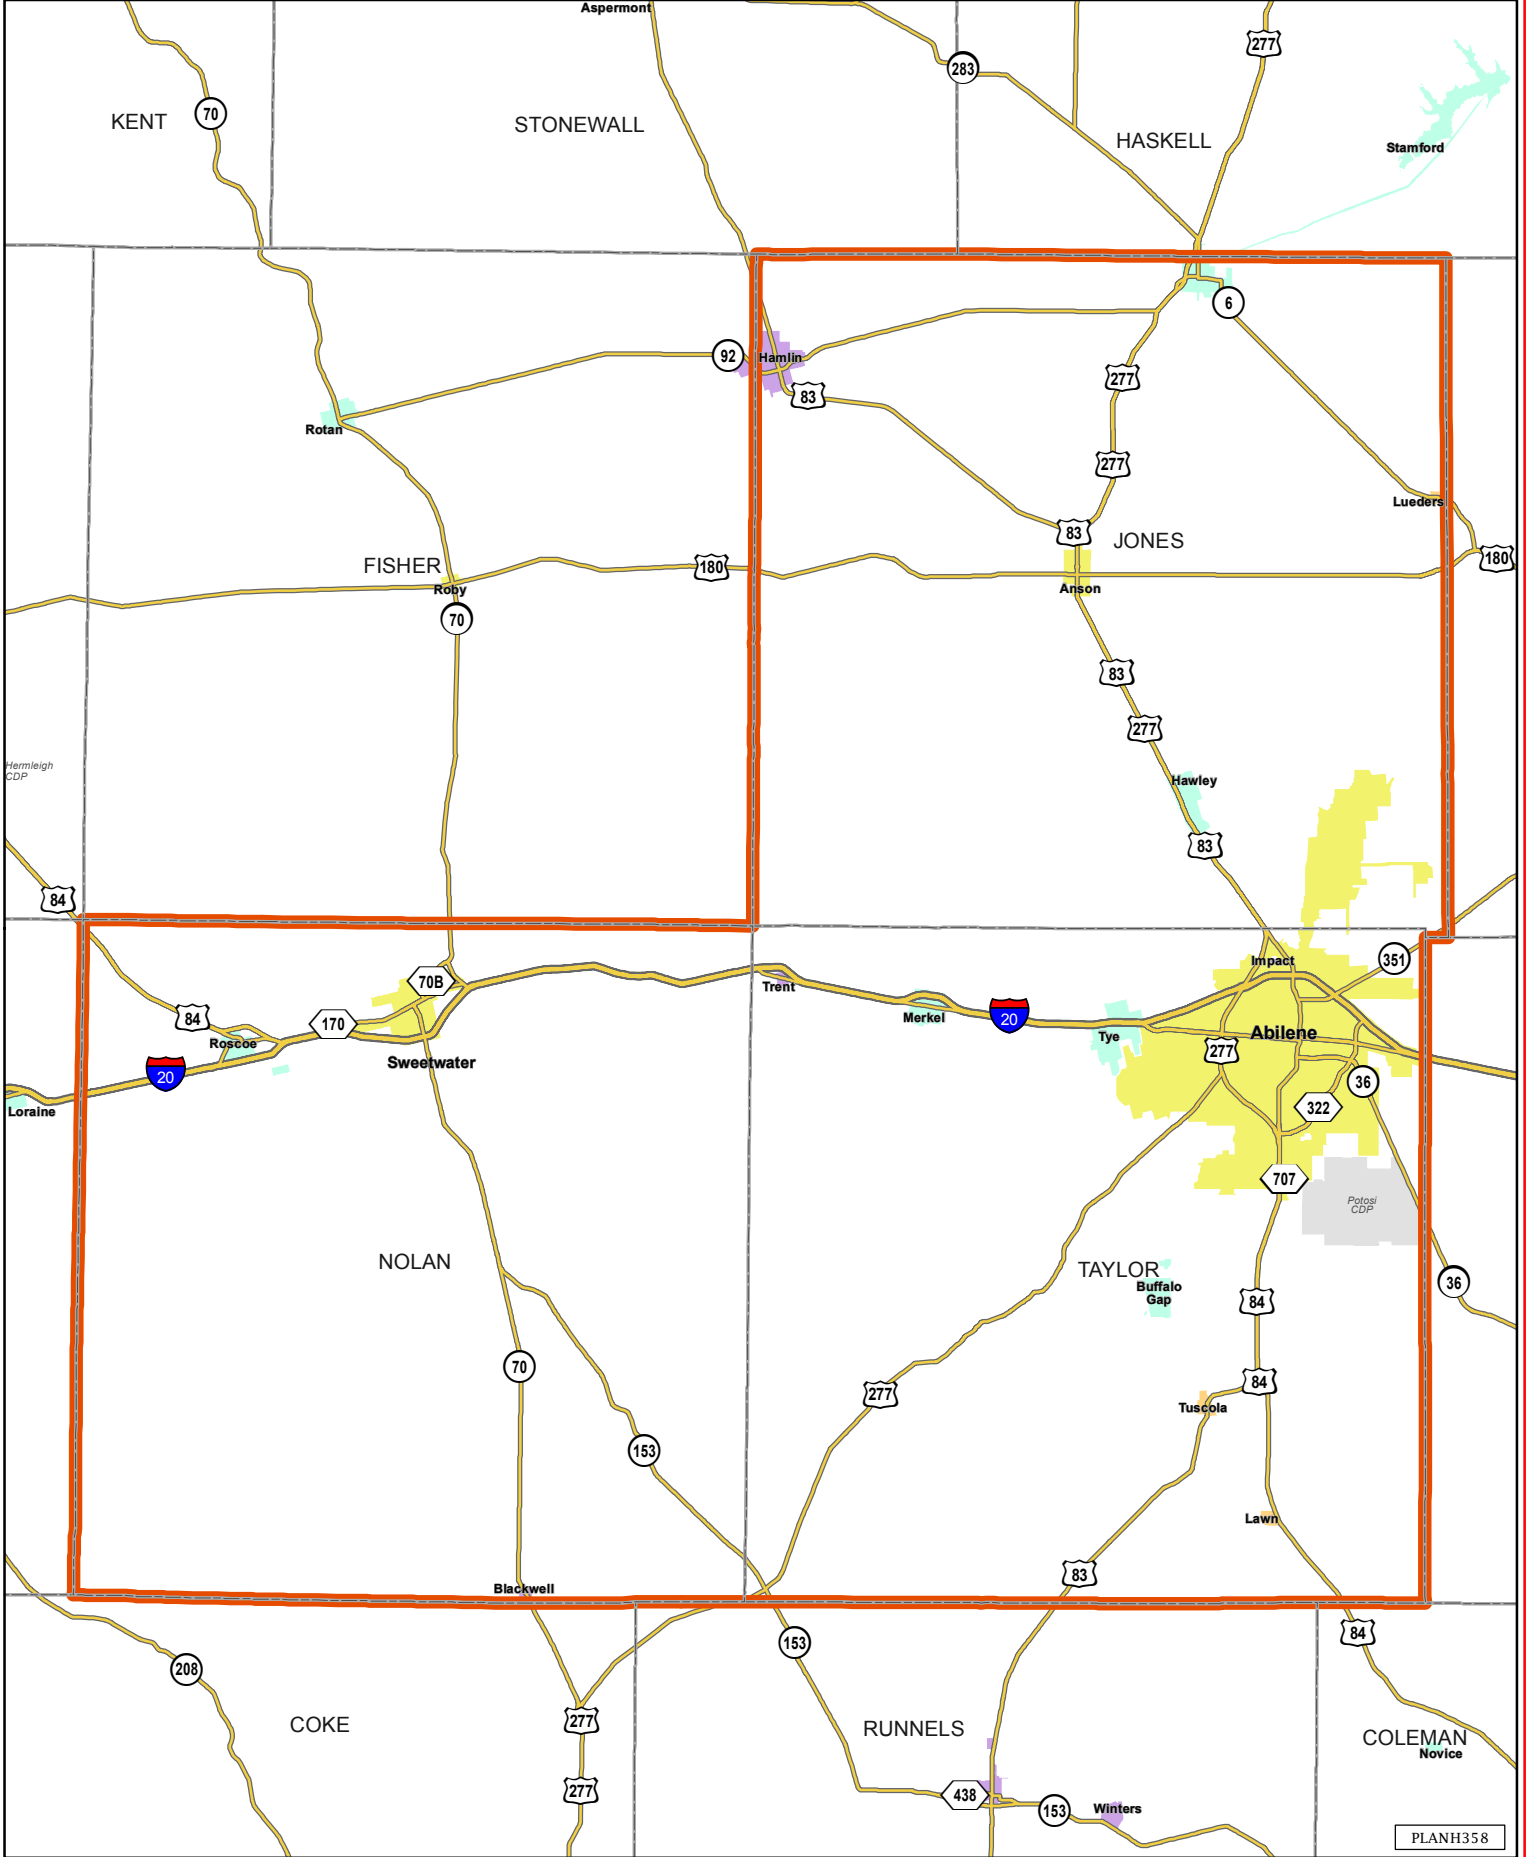 Aspermont
277
283
KENT
70
STONEWALL
HASKELL
Stamford
6
92
Hamlin
277
83
Rotan
277
Lueders
83
JONES
FISHER
180
180
Roby
Anson
70
83
277
Hermleigh
CDP
Hawley
83
84
Impact
351
70B
Trent
84
170
Merkel
20
Tye
Abilene
Roscoe
277
Sweetwater
20
36
Loraine
322
707
Potosi
CDP
NOLAN
TAYLOR
Buffalo
Gap
36
84
70
84
277
Tuscola
153
Lawn
83
Blackwell
84
153
208
277
COKE
RUNNELS
COLEMAN
Novice
277
438
153
Winters
PLANH358